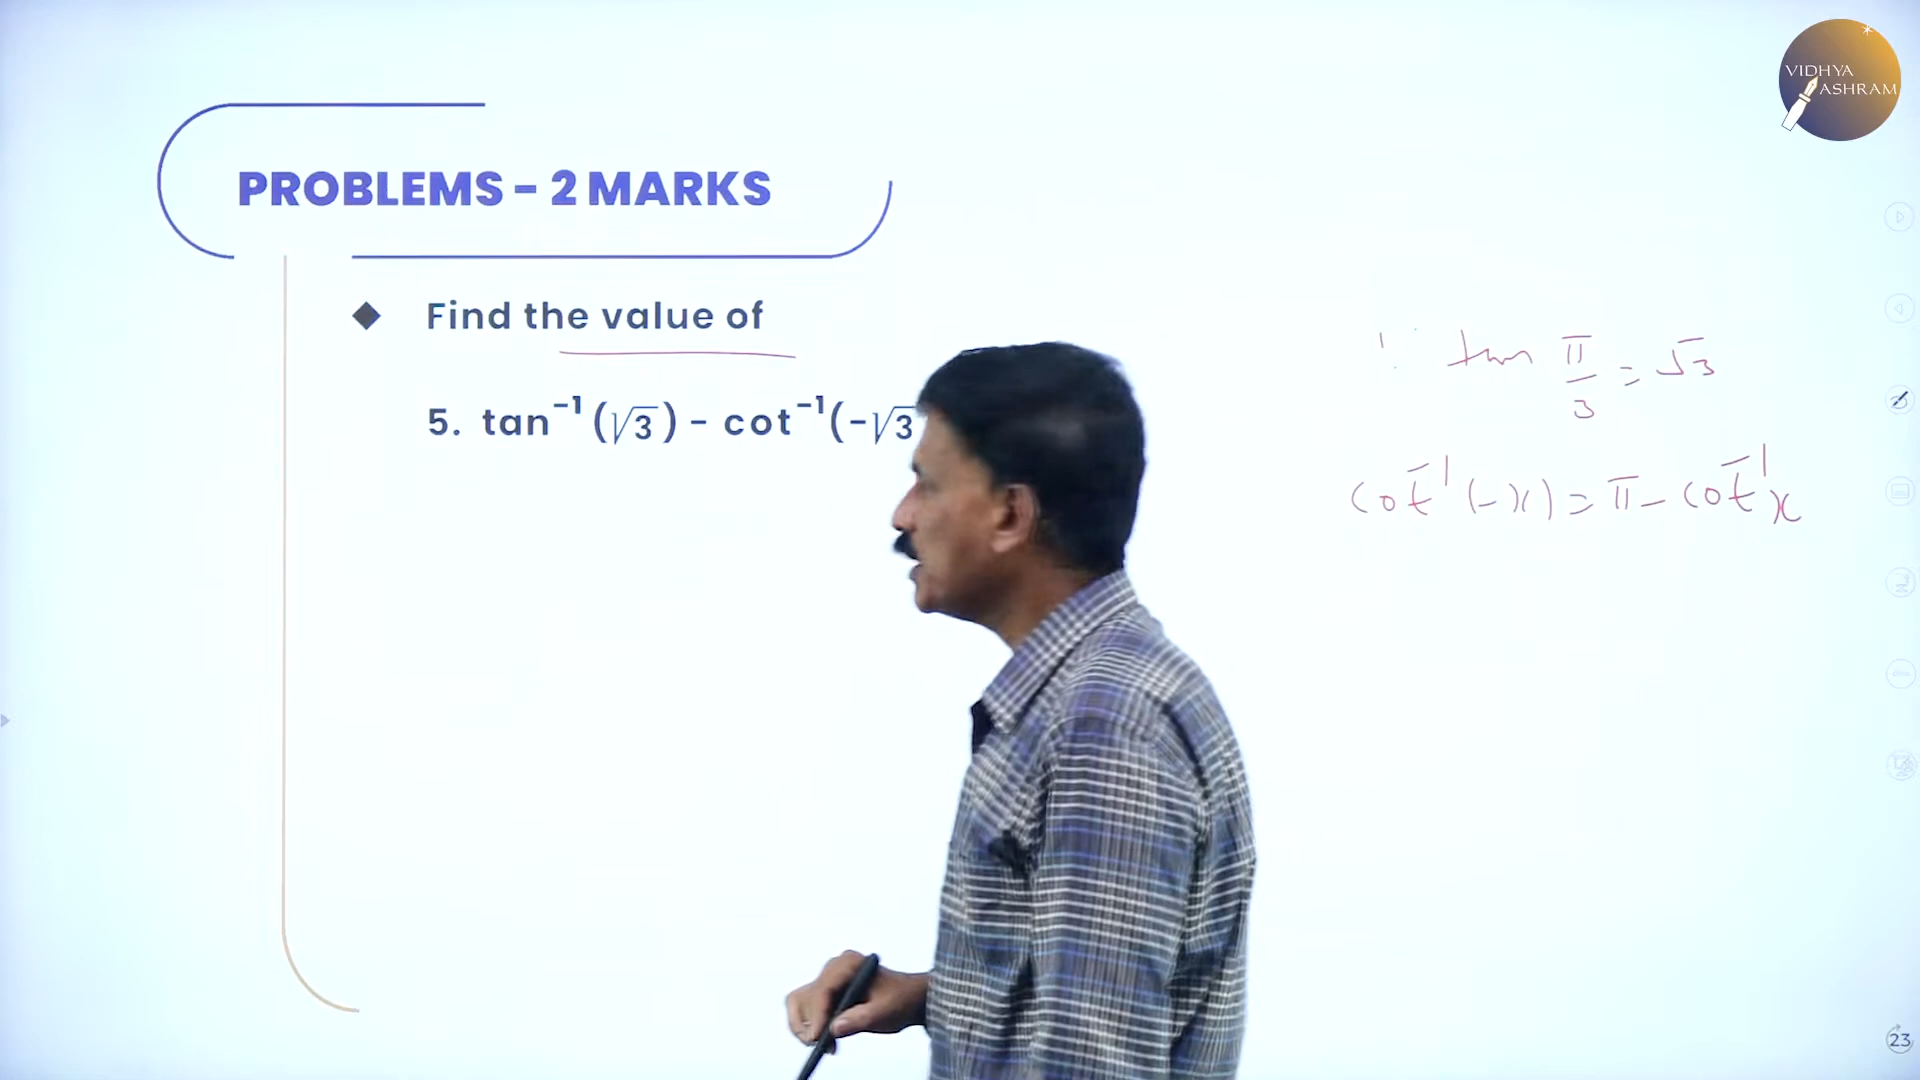 VIDHYA
ASHRAM
PROBLEMS - 2 MARKS
◆ Find the value of
5. tan⁻¹(√3) - cot⁻¹(-√3
∵ tan π/3 = √3
cot⁻¹(-x) = π - cot⁻¹x
23